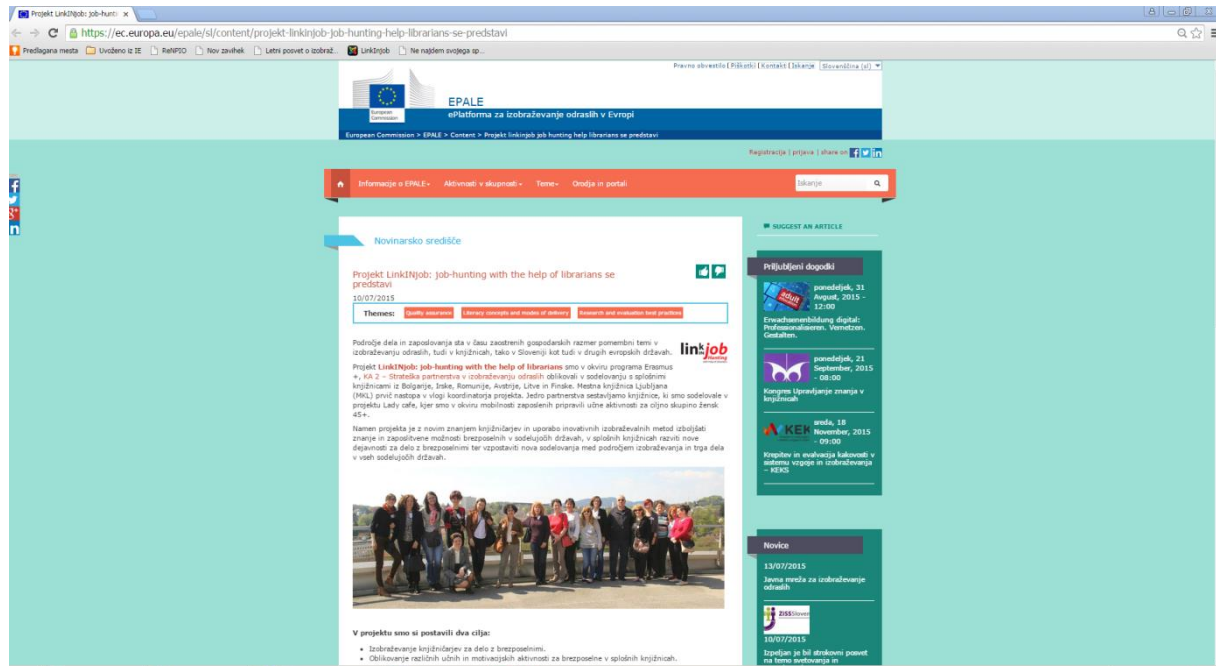 Projekt LinkINjob: job-hunti
https://ec.europa.eu/epale/sl/content/projekt-linkinjob-job-hunting-help-librarians-se-predstavi
Predlagana mesta Uvoženo iz IE ReNPIO Nov zavihek Letni posvet o izobraž... LinkInjob Ne najdem svojega sp...
Pravno obvestilo | Piškotki | Kontakt | Iskanje Slovenščina (sl)
European
Commission
EPALE
ePlatforma za izobraževanje odraslih v Evropi
European Commission > EPALE > Content > Projekt linkinjob job hunting help librarians se predstavi
Registracija | prijava | share on
Informacije o EPALE Aktivnosti v skupnosti Teme Orodja in portali
Iskanje
Novinarsko središče
Projekt LinkINjob: job-hunting with the help of librarians se
predstavi
10/07/2015
Themes: Quality assurance Literacy concepts and modes of delivery Research and evaluation best practices
Področje dela in zaposlovanja sta v času zaostrenih gospodarskih razmer pomembni temi v
izobraževanju odraslih, tudi v knjižnicah, tako v Sloveniji kot tudi v drugih evropskih državah.
link in job
Hunting
Projekt LinkINjob: job-hunting with the help of librarians smo v okviru programa Erasmus
+, KA 2 – Strateška partnerstva v izobraževanju odraslih oblikovali v sodelovanju s splošnimi
knjižnicami iz Bolgarije, Irske, Romunije, Avstrije, Litve in Finske. Mestna knjižnica Ljubljana
(MKL) prvič nastopa v vlogi koordinatorja projekta. Jedro partnerstva sestavljamo knjižnice, ki smo sodelovale v
projektu Lady cafe, kjer smo v okviru mobilnosti zaposlenih pripravili učne aktivnosti za ciljno skupino žensk
45+.
Namen projekta je z novim znanjem knjižničarjev in uporabo inovativnih izobraževalnih metod izboljšati
znanje in zaposlitvene možnosti brezposelnih v sodelujočih državah, v splošnih knjižnicah razviti nove
dejavnosti za delo z brezposelnimi ter vzpostaviti nova sodelovanja med področjem izobraževanja in trga dela
v vseh sodelujočih državah.
V projektu smo si postavili dva cilja:
• Izobraževanje knjižničarjev za delo z brezposelnimi.
• Oblikovanje različnih učnih in motivacijskih aktivnosti za brezposelne v splošnih knjižnicah.
SUGGEST AN ARTICLE
Priljubljeni dogodki
adult
ponedeljek, 31
Avgust, 2015 -
12:00
Erwachsenenbildung digital:
Professionalisieren. Vernetzen.
Gestalten.
ponedeljek, 21
September, 2015
- 08:00
Kongres Upravljanje znanja v
knjižnicah
KEK
sreda, 18
November, 2015
- 09:00
Krepitev in evalvacija kakovosti v
sistemu vzgoje in izobraževanja
– KEKS
Novice
13/07/2015
Javna mreža za izobraževanje
odraslih
10/07/2015
Izpeljan je bil strokovni posvet
na temo svetovanja in